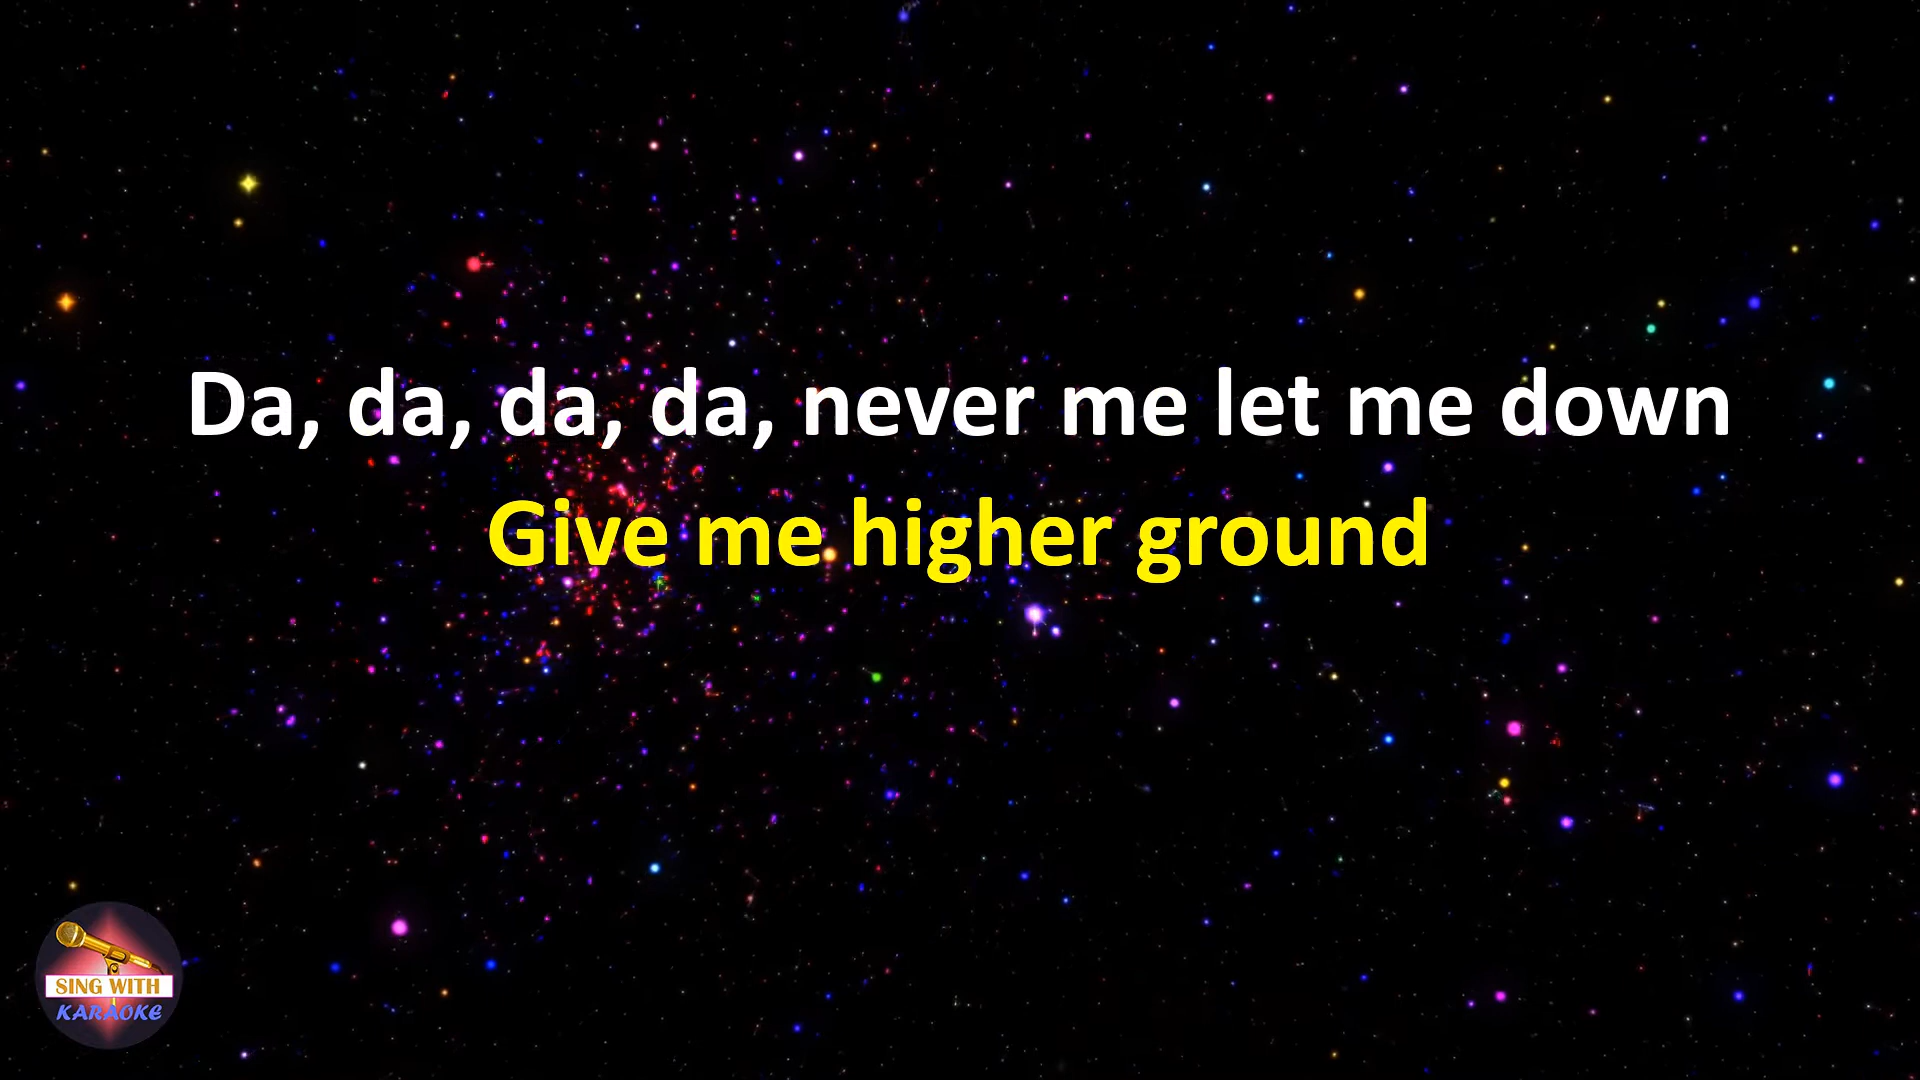 Da, da, da, da, never me let me down
Give me higher ground
SING WITH
KARAOKE